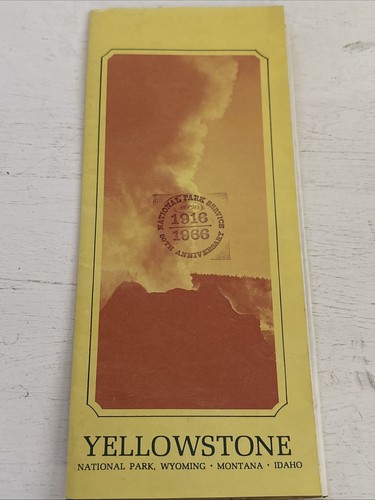 NATIONAL PARK SERVICE
1916
1966
50TH ANNIVERSARY
YELLOWSTONE
NATIONAL PARK, WYOMING • MONTANA • IDAHO